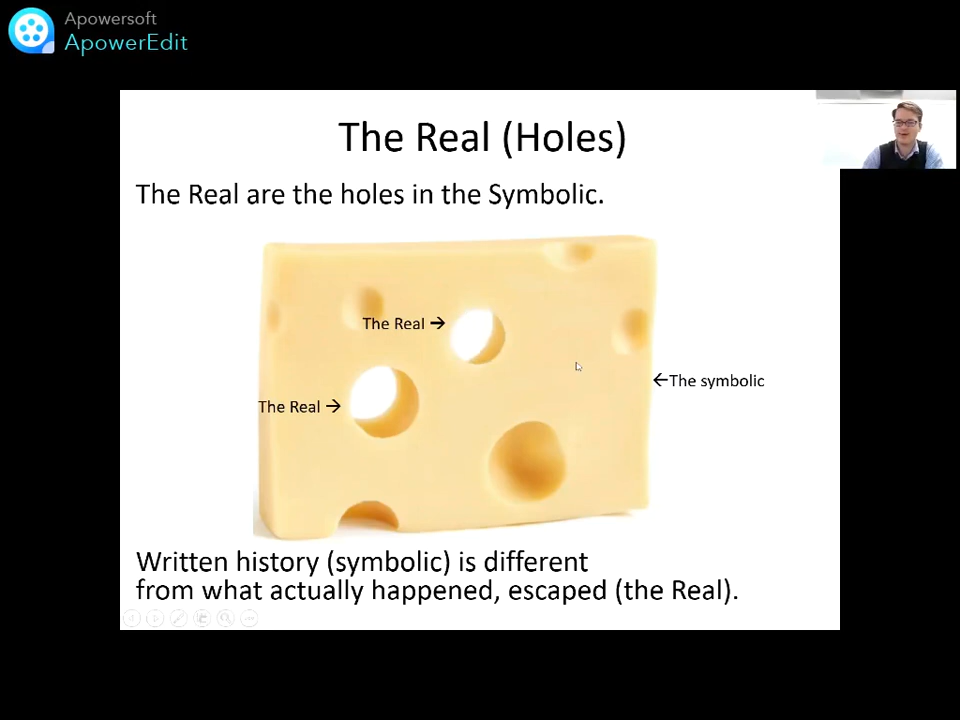 Apowersoft
ApowerEdit
The Real (Holes)
The Real are the holes in the Symbolic.
The Real →
←The symbolic
The Real →
Written history (symbolic) is different
from what actually happened, escaped (the Real).